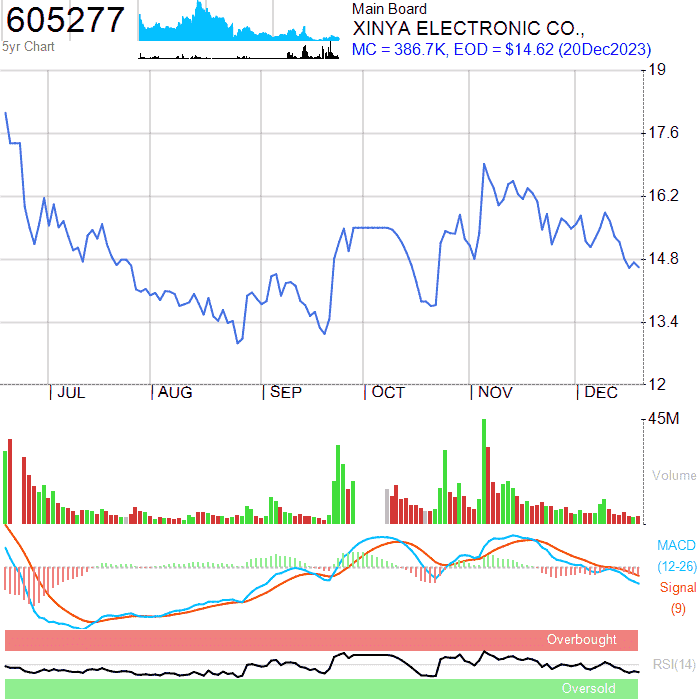 605277
5yr Chart
Main Board
XINYA ELECTRONIC CO.,
MC = 386.7K, EOD = $14.62 (20Dec2023)
19
17.6
16.2
14.8
13.4
12
JUL AUG SEP OCT NOV DEC
45M
Volume
MACD
(12-26)
Signal
(9)
Overbought
RSI(14)
Oversold